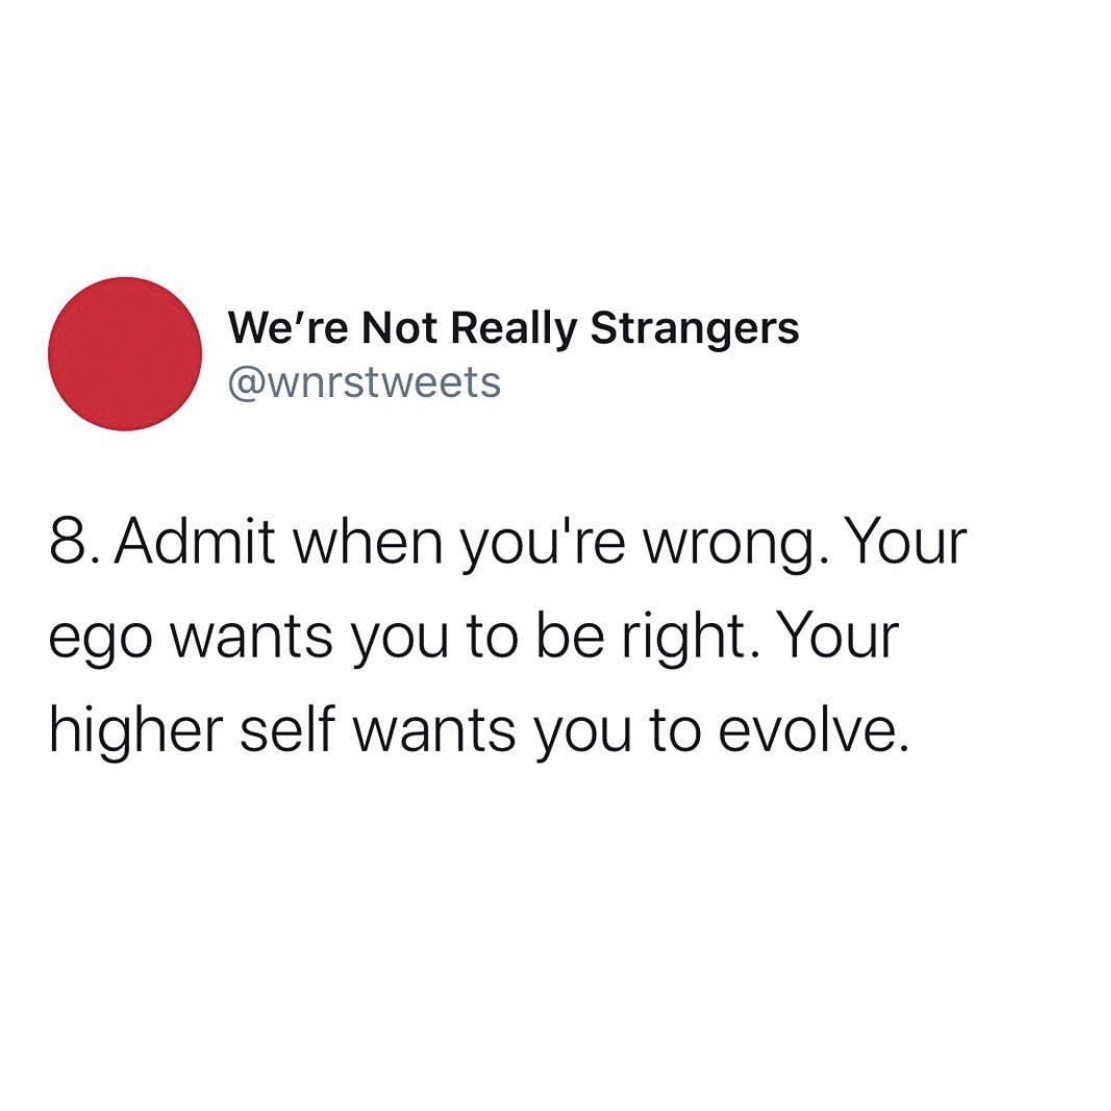 We’re Not Really Strangers
@wnrstweets
8. Admit when you're wrong. Your
ego wants you to be right. Your
higher self wants you to evolve.